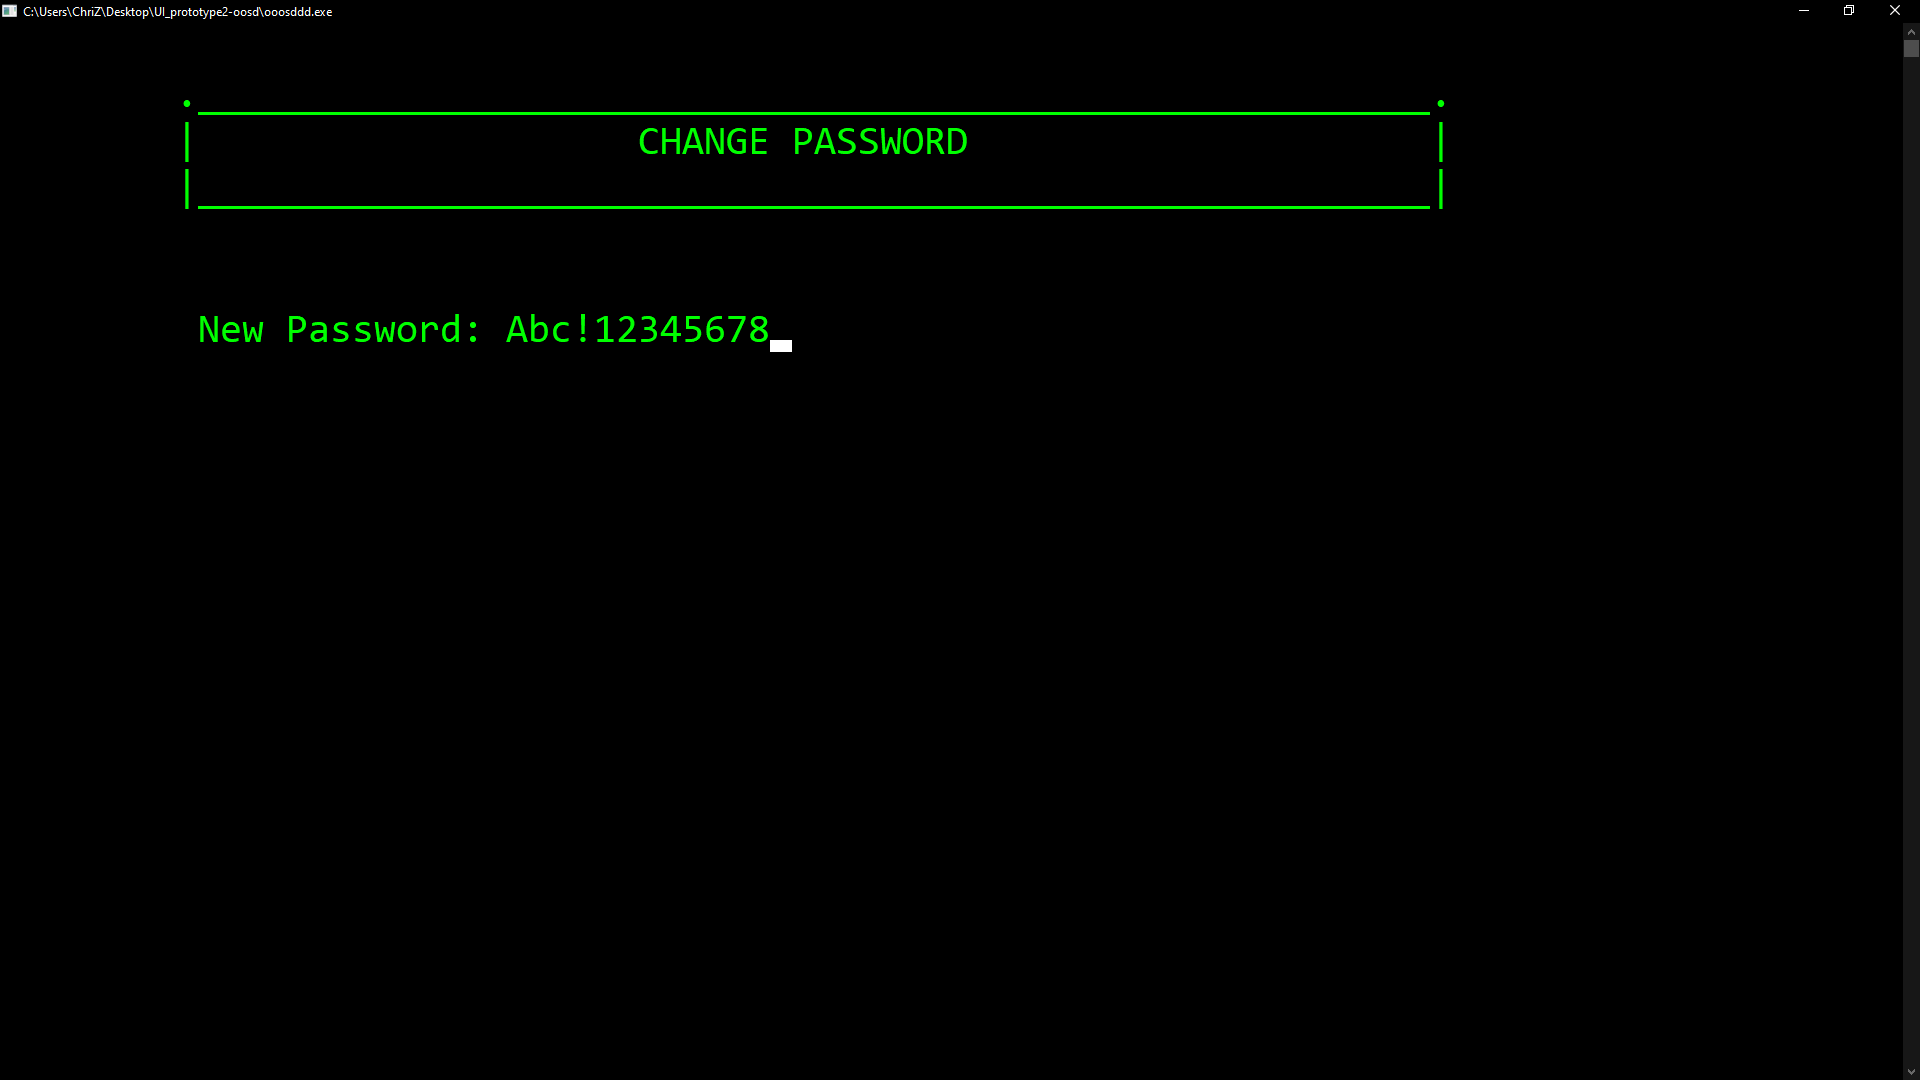 C:\Users\ChriZ\Desktop\UI_prototype2-oosd\ooosddd.exe
CHANGE PASSWORD
New Password: Abc!12345678